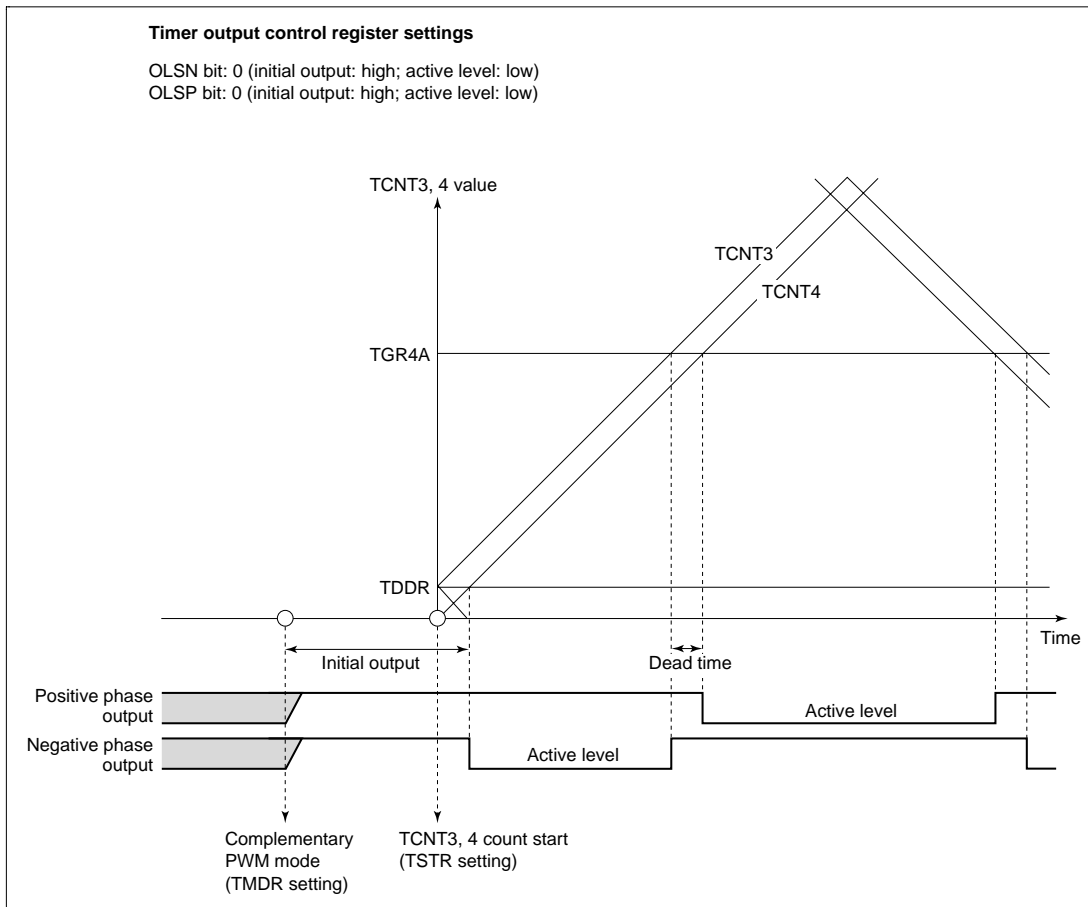 Timer output control register settings
OLSN bit: 0 (initial output: high; active level: low)
OLSP bit: 0 (initial output: high; active level: low)
TCNT3, 4 value
TCNT3
TCNT4
TGR4A
TDDR
Time
Initial output
Dead time
Positive phase
output
Active level
Negative phase
output
Active level
Complementary
PWM mode
(TMDR setting)
TCNT3, 4 count start
(TSTR setting)